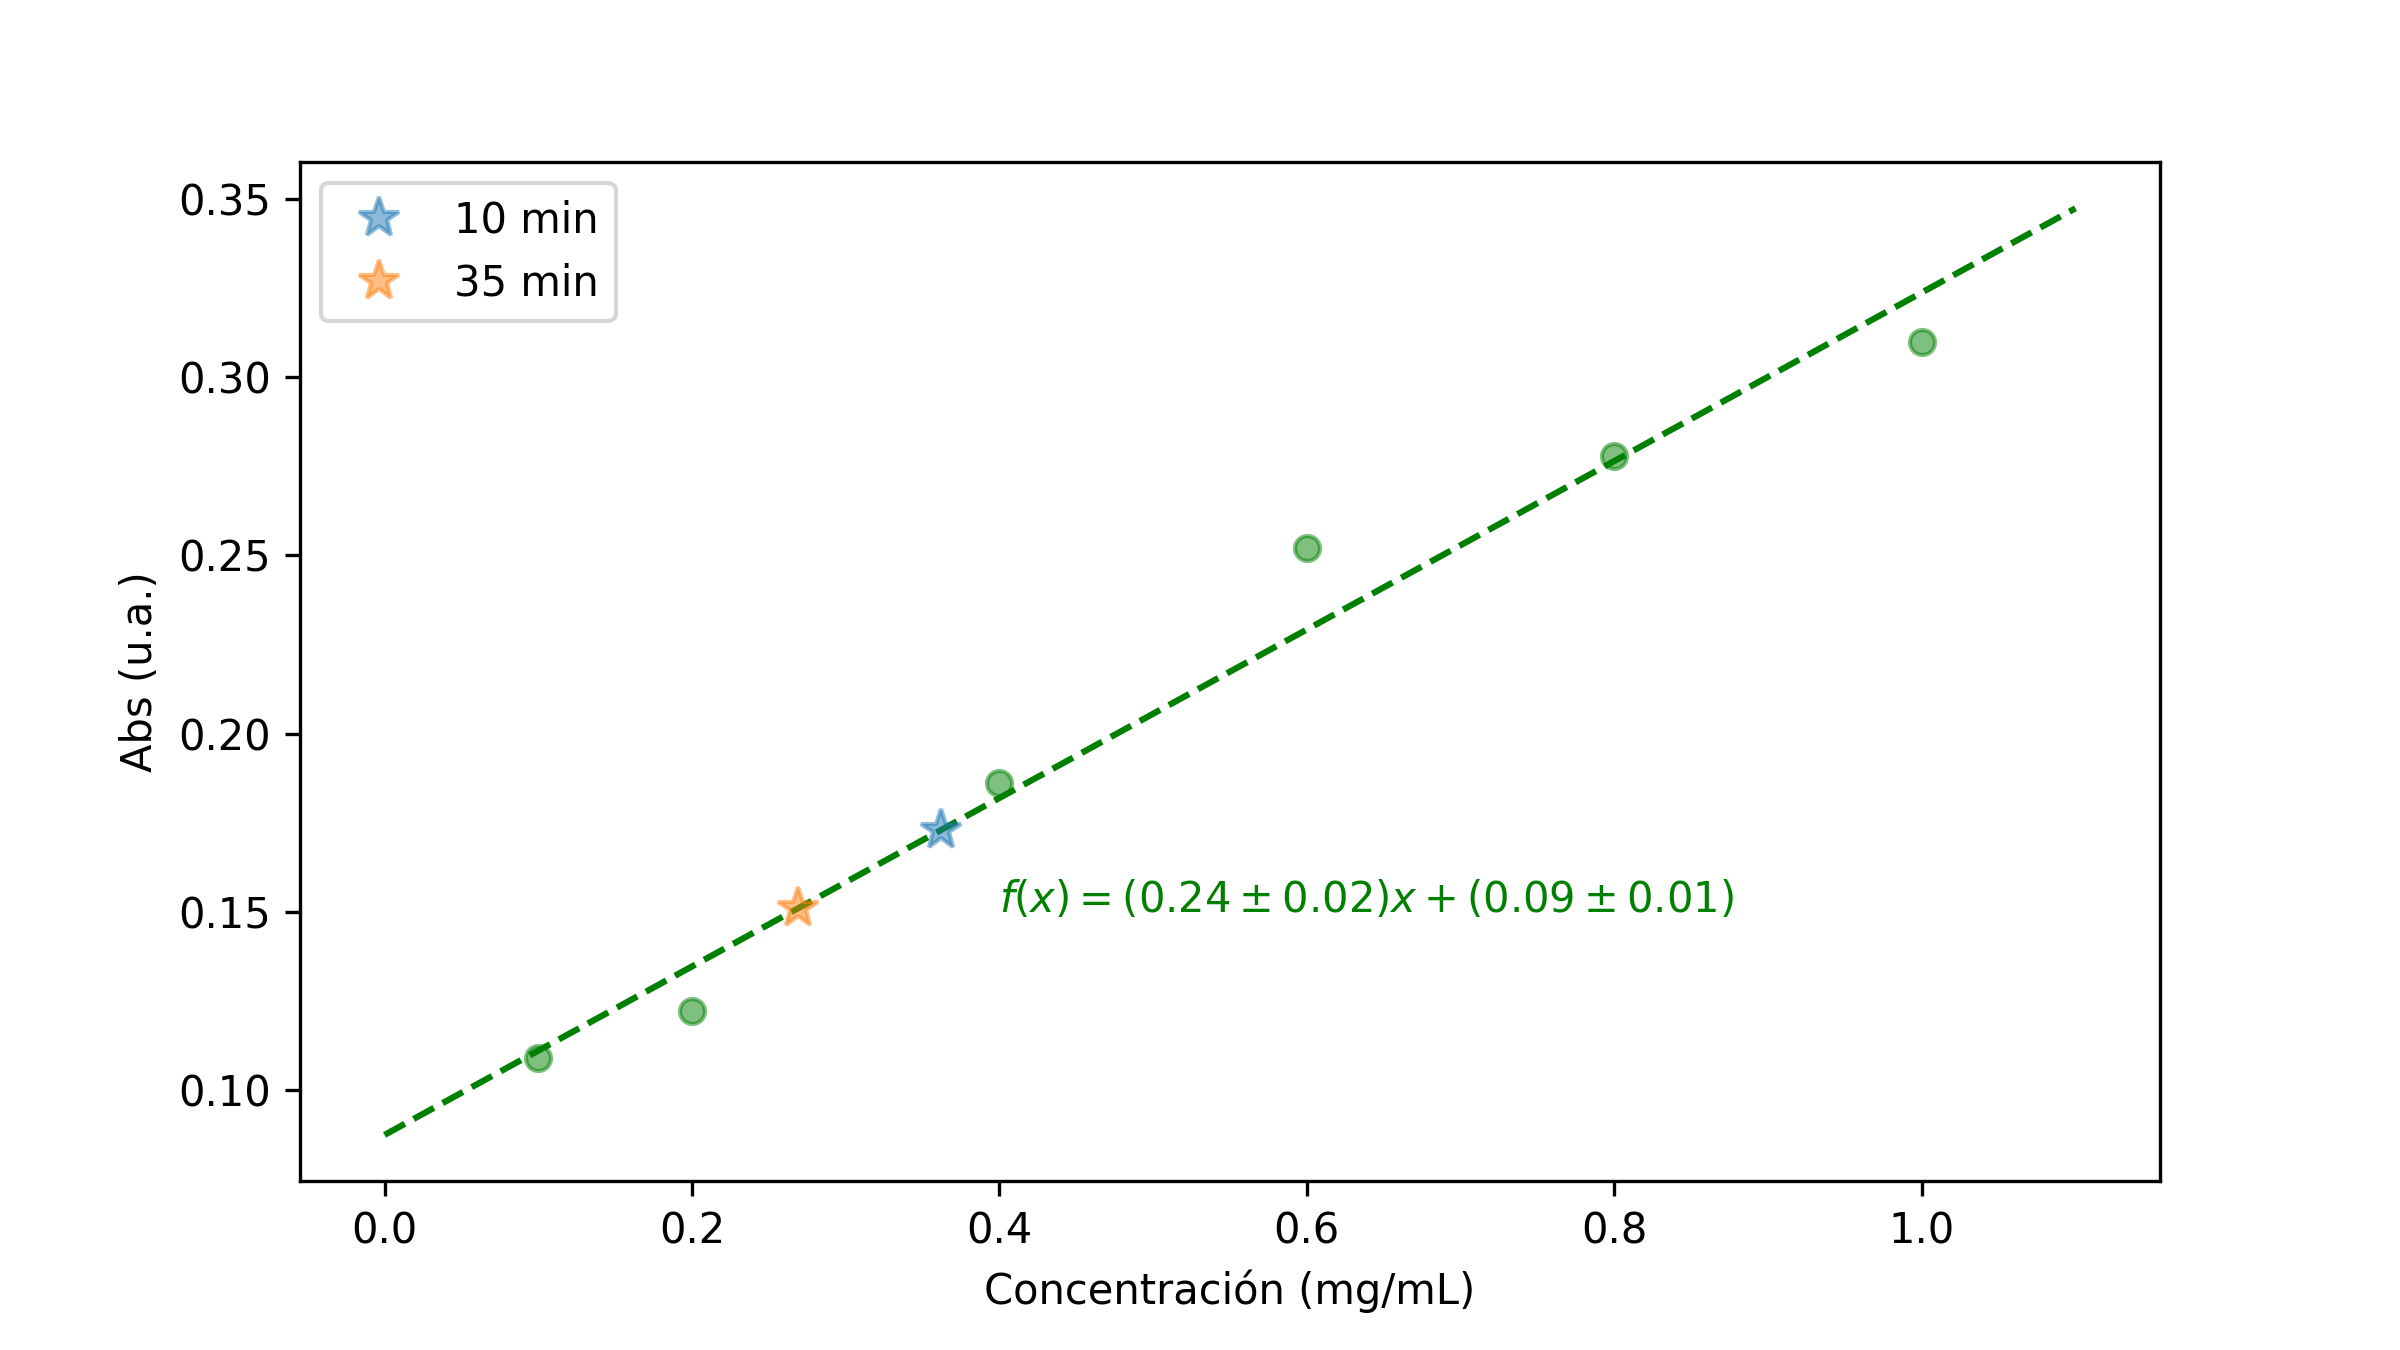 10 min
35 min
0.35
0.30
0.25
0.20
0.15
0.10
Abs (u.a.)
f(x) = (0.24 ± 0.02)x + (0.09 ± 0.01)
0.0 0.2 0.4 0.6 0.8 1.0
Concentración (mg/mL)